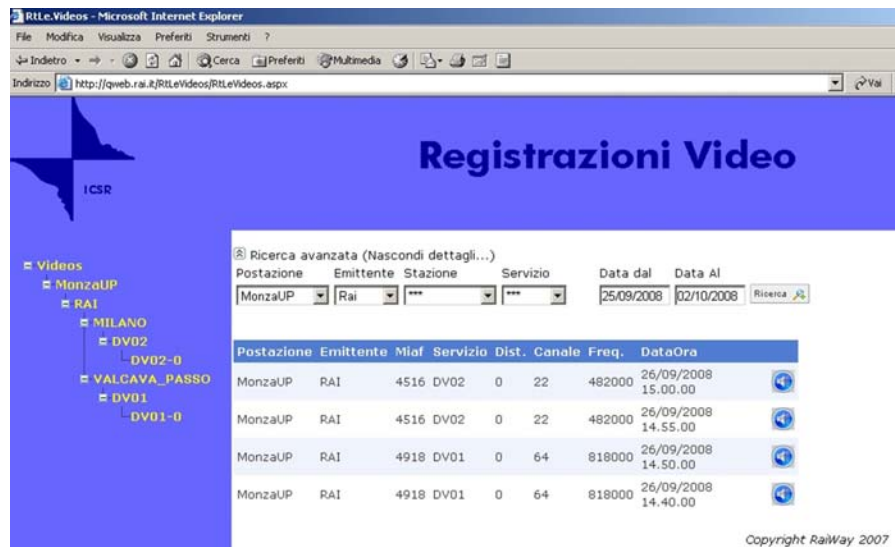 RtLe.Videos - Microsoft Internet Explorer
File Modifica Visualizza Preferiti Strumenti ?
Indietro Cerca Preferiti Multimedia
Indirizzo http://qweb.rai.it/RtLeVideos/RtLeVideos.aspx Vai
ICSR
Registrazioni Video
Videos
MonzaUP
RAI
MILANO
DV02
DV02-0
VALCAVA_PASSO
DV01
DV01-0
Ricerca avanzata (Nascondi dettagli...)
Postazione Emittente Stazione Servizio Data dal Data Al
MonzaUP Rai *** *** 25/09/2008 02/10/2008 Ricerca
Postazione Emittente Miaf Servizio Dist. Canale Freq. DataOra
MonzaUP RAI 4516 DV02 0 22 482000 26/09/2008 15.00.00
MonzaUP RAI 4516 DV02 0 22 482000 26/09/2008 14.55.00
MonzaUP RAI 4918 DV01 0 64 818000 26/09/2008 14.50.00
MonzaUP RAI 4918 DV01 0 64 818000 26/09/2008 14.40.00
Copyright RaiWay 2007